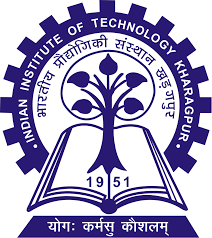 INDIAN INSTITUTE OF TECHNOLOGY KHARAGPUR
भारतीय प्रौद्योगिकी संस्थान खड़गपुर
1951
योगः कर्मसु कौशलम्